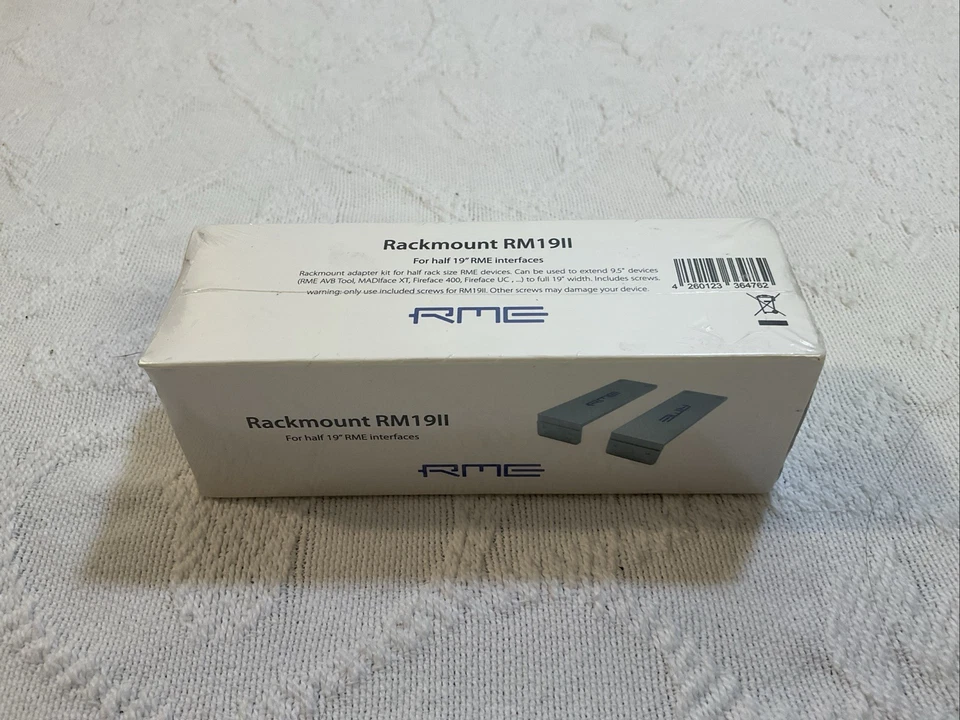 Rackmount RM19II
For half 19" RME interfaces
Rackmount adapter kit for half rack size RME devices. Can be used to extend 9.5" devices
(RME AVB Tool, MADIface XT, Fireface 400, Fireface UC , ...) to full 19" width. Includes screws.
warning: only use included screws for RM19II. Other screws may damage your device.
4 260123 364762
RME
Rackmount RM19II
For half 19" RME interfaces
RME
RME
RME